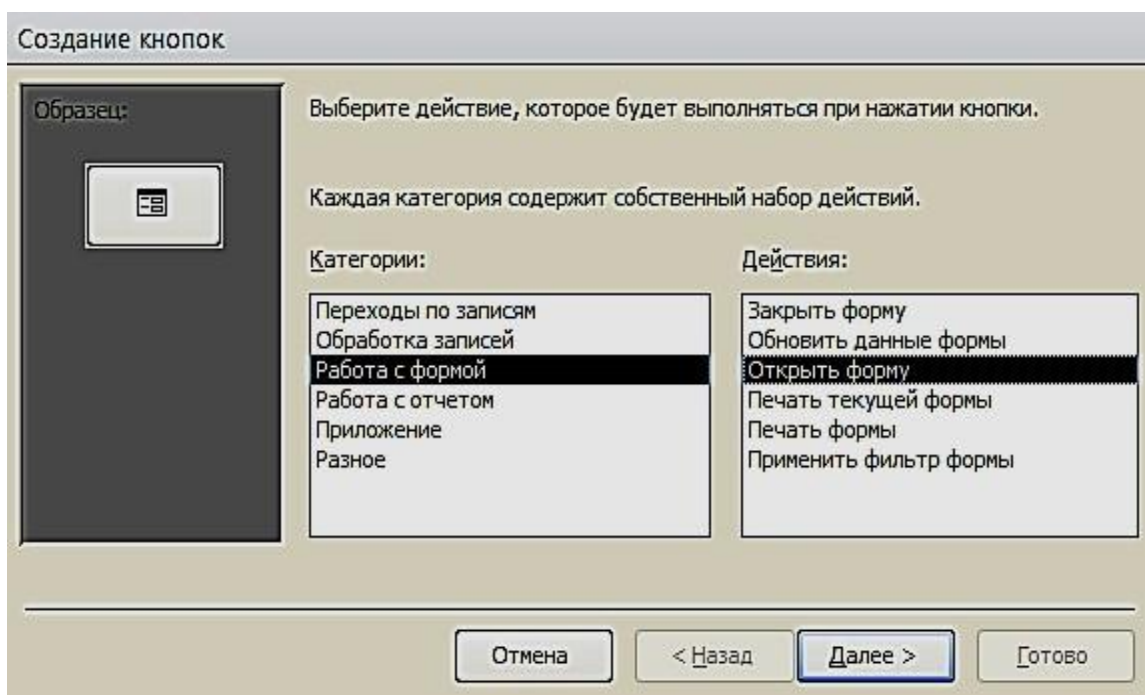 Создание кнопок
Образец:
Выберите действие, которое будет выполняться при нажатии кнопки.
Каждая категория содержит собственный набор действий.
Категории:
Переходы по записям
Обработка записей
Работа с формой
Работа с отчетом
Приложение
Разное
Действия:
Закрыть форму
Обновить данные формы
Открыть форму
Печать текущей формы
Печать формы
Применить фильтр формы
Отмена
< Назад
Далее >
Готово